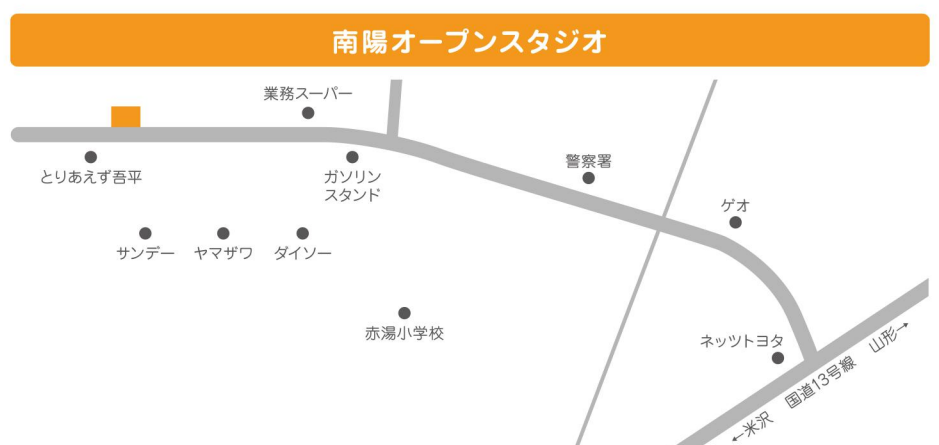 南陽オープンスタジオ
業務スーパー
とりあえず吾平
ガソリン
スタンド
警察署
ゲオ
サンデー
ヤマザワ
ダイソー
赤湯小学校
ネッツトヨタ
←米沢　国道13号線　山形→